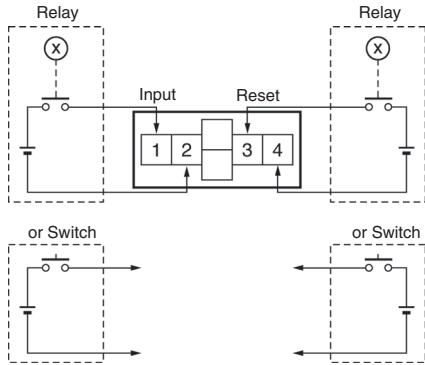 Relay Relay
X X
Input Reset
1 2 3 4
or Switch or Switch